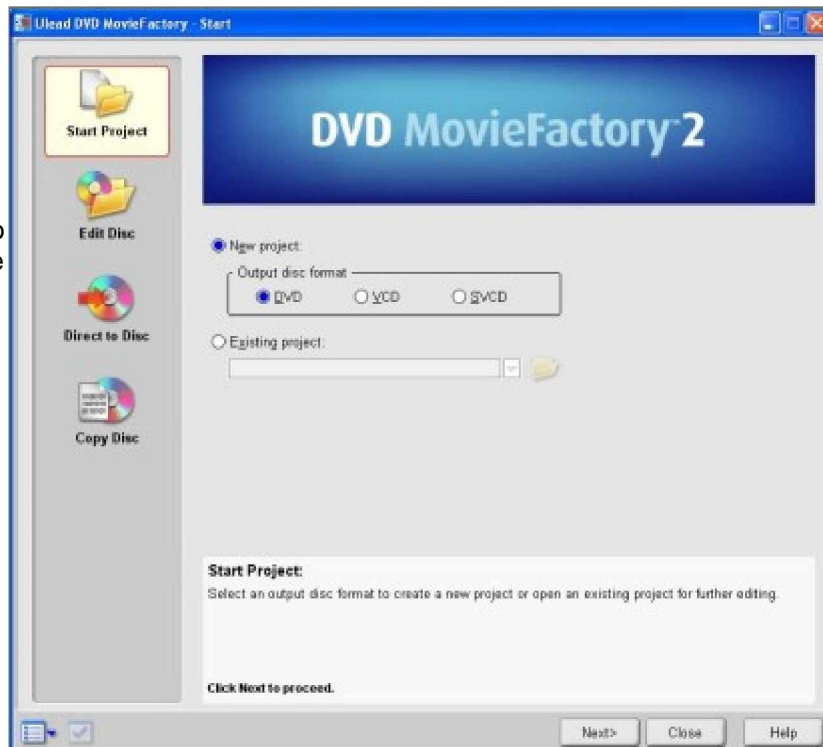 Ulead DVD MovieFactory - Start
Start Project
DVD MovieFactory™2
Edit Disc
New project:
Output disc format
DVD VCD SVCD
Direct to Disc
Existing project:
Copy Disc
Start Project:
Select an output disc format to create a new project or open an existing project for further editing.
Click Next to proceed.
Next> Close Help